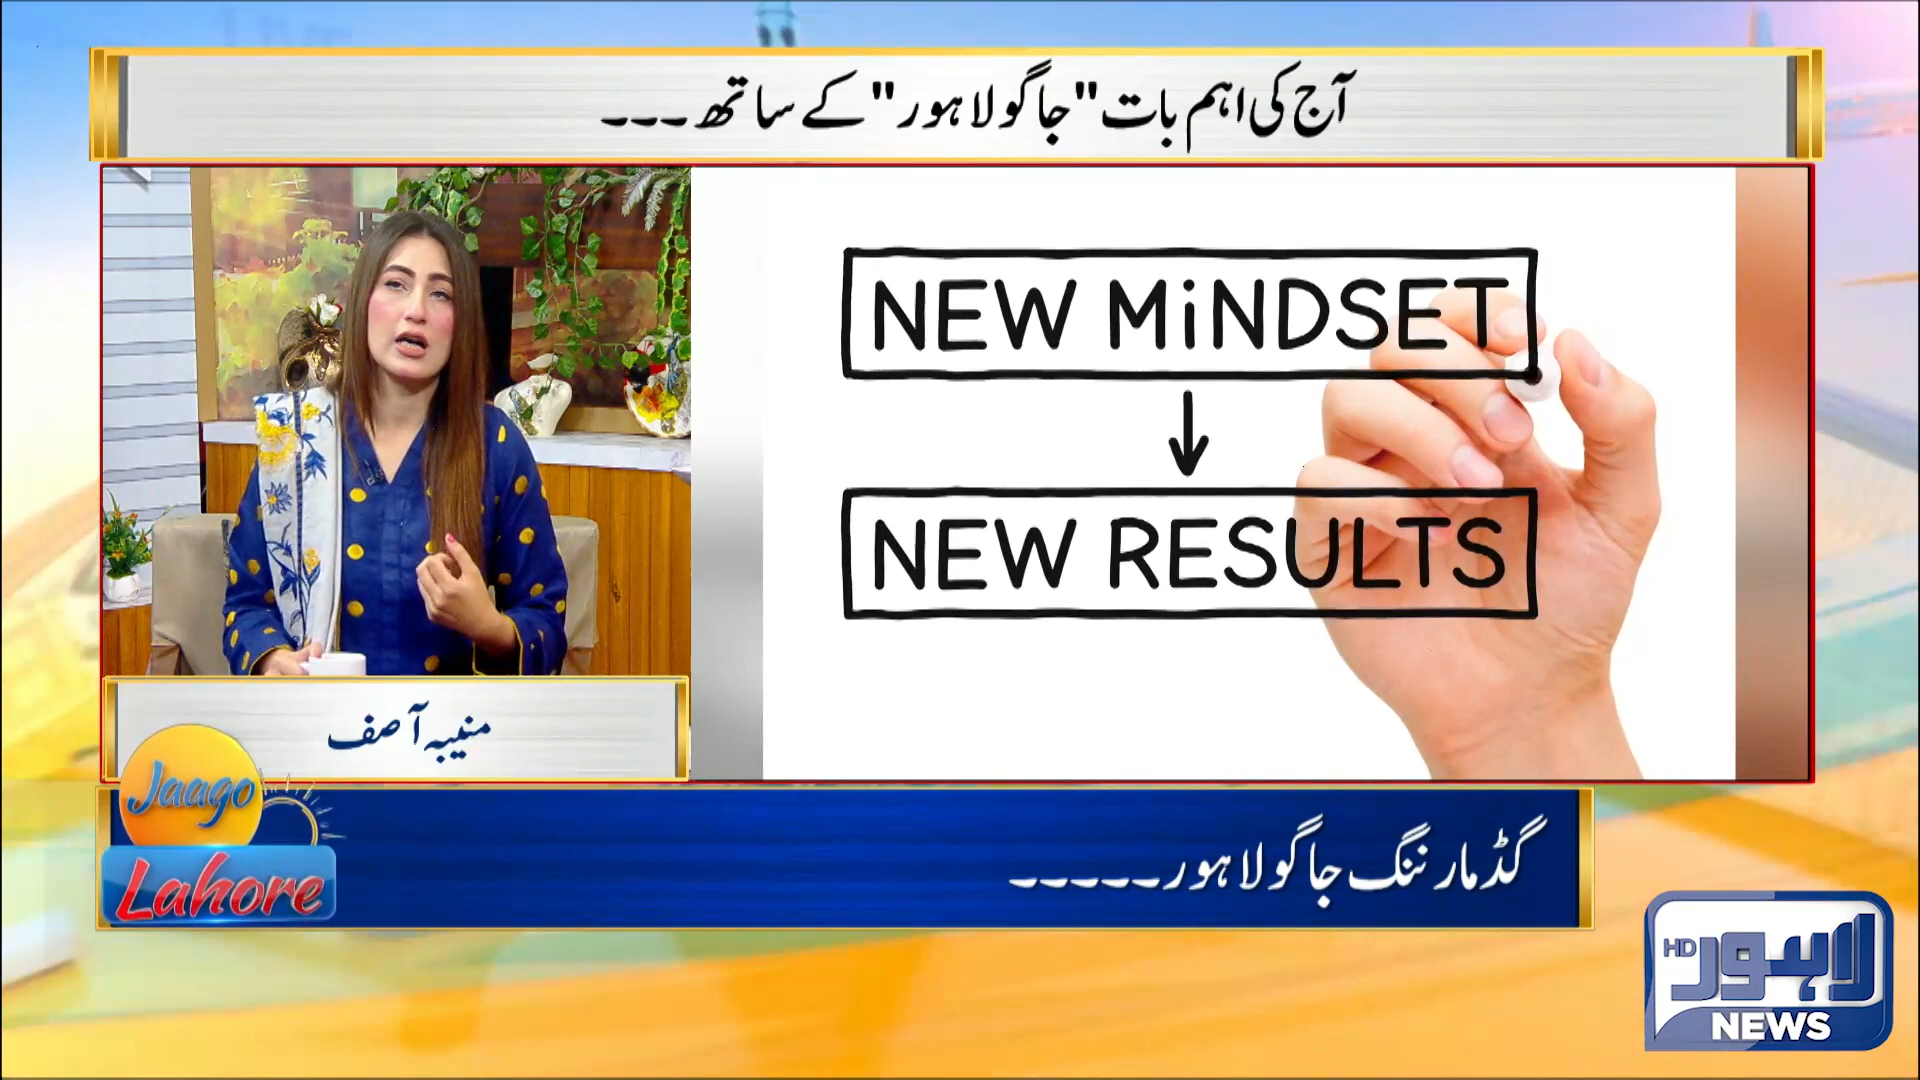 آج کی اہم بات "جاگو لاہور" کے ساتھ۔۔۔
NEW MiNDSET
NEW RESULTS
منیبہ آصف
Jaago
Lahore
گڈ مارننگ جاگو لاہور۔۔۔۔۔
لاہور HD
NEWS